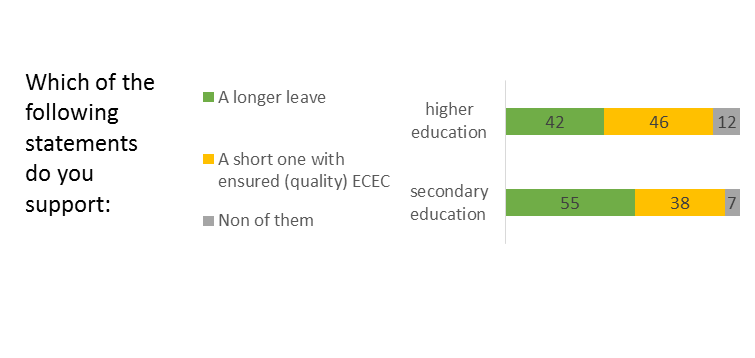 Which of the
following
statements
do you
support:
A longer leave
A short one with
ensured (quality) ECEC
Non of them
higher
education
42 46 12
secondary
education
55 38 7